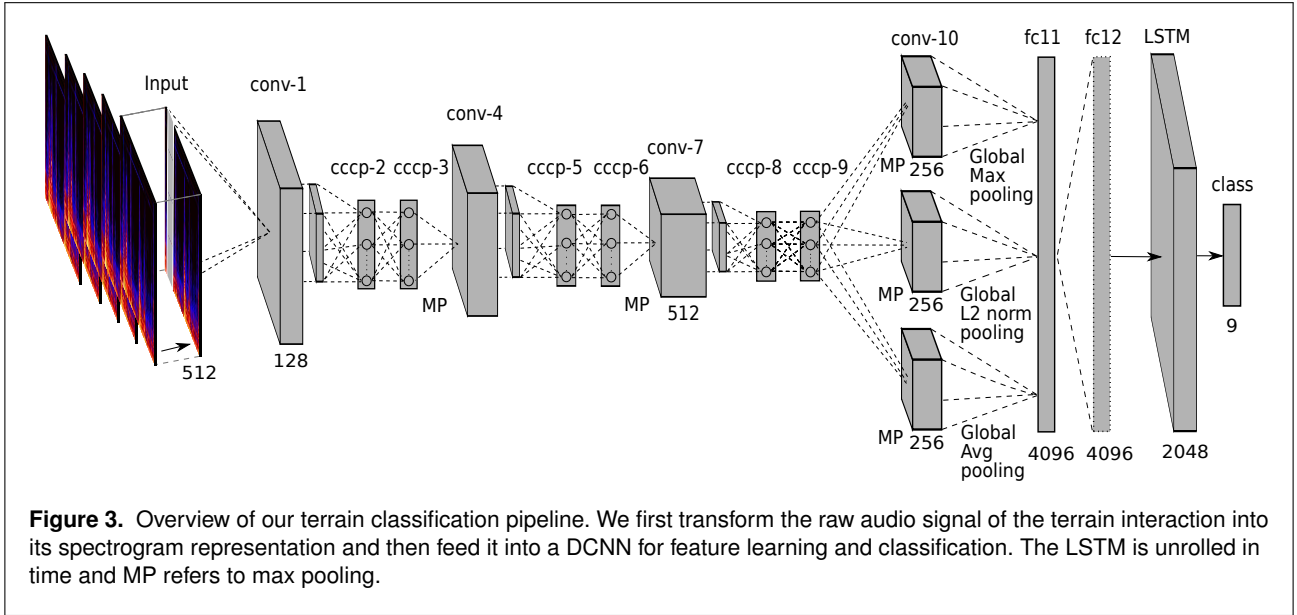 Input
512
conv-1
128
cccp-2
cccp-3
MP
conv-4
cccp-5
cccp-6
MP
conv-7
512
cccp-8
cccp-9
conv-10
MP
256
Global
Max
pooling
MP
256
Global
L2 norm
pooling
MP
256
Global
Avg
pooling
fc11
4096
fc12
4096
LSTM
2048
class
9
Figure 3. Overview of our terrain classification pipeline. We first transform the raw audio signal of the terrain interaction into
its spectrogram representation and then feed it into a DCNN for feature learning and classification. The LSTM is unrolled in
time and MP refers to max pooling.